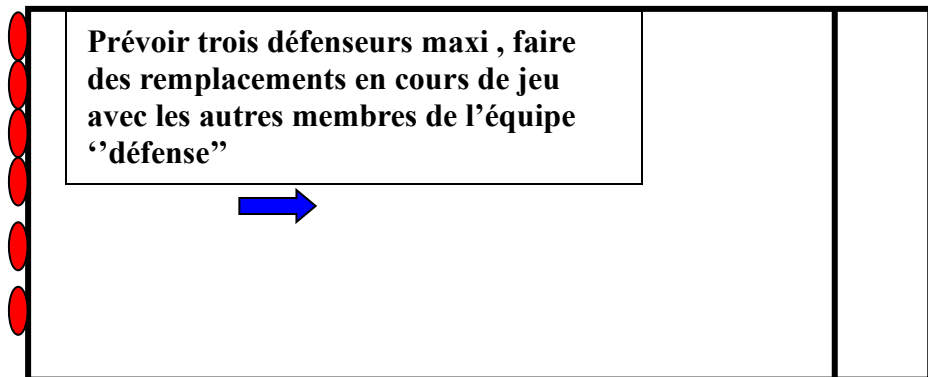 Prévoir trois défenseurs maxi , faire
des remplacements en cours de jeu
avec les autres membres de l’équipe
‘’défense’’